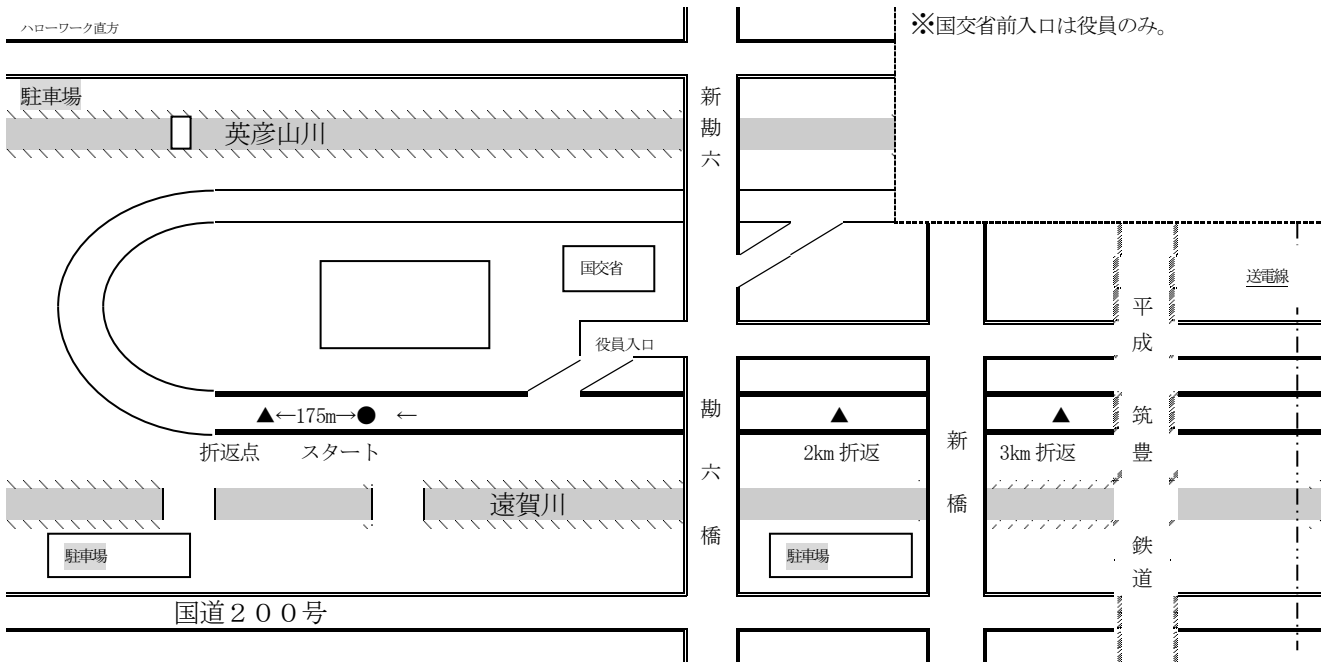 ハローワーク直方
※国交省前入口は役員のみ。
駐車場
英彦山川
新勘六
国交省
送電線
役員入口
▲←175m→● ←
折返点 スタート
▲
2km 折返
▲
3km 折返
勘六橋
新橋
平成筑豊鉄道
遠賀川
駐車場
駐車場
国道200号